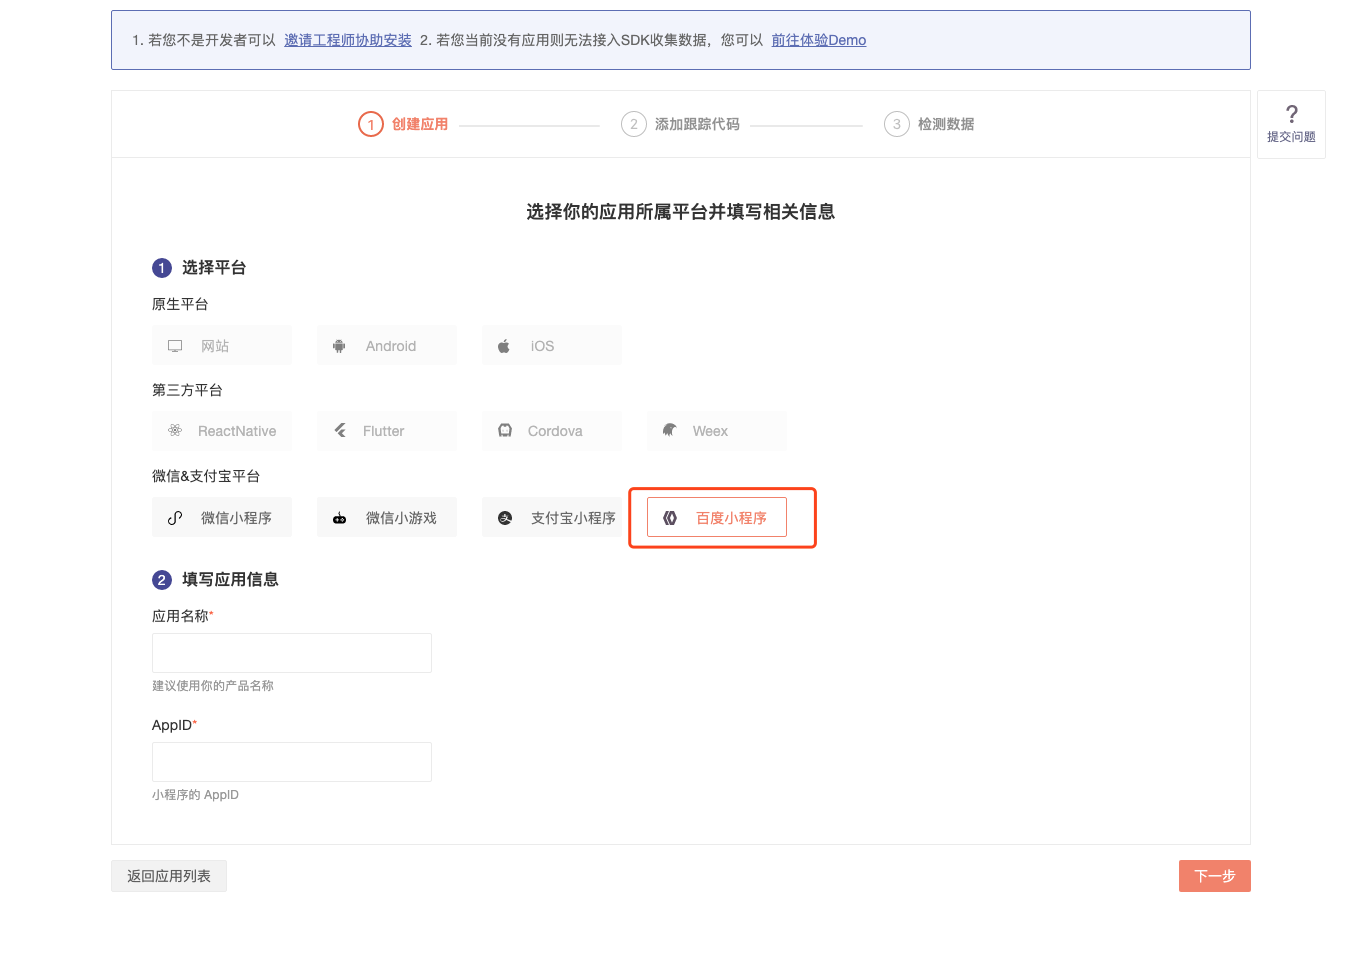 1. 若您不是开发者可以 邀请工程师协助安装 2. 若您当前没有应用则无法接入SDK收集数据，您可以 前往体验Demo
1 创建应用 2 添加跟踪代码 3 检测数据
?
提交问题
选择你的应用所属平台并填写相关信息
1 选择平台
原生平台
网站 Android iOS
第三方平台
ReactNative Flutter Cordova Weex
微信&支付宝平台
微信小程序 微信小游戏 支付宝小程序 百度小程序
2 填写应用信息
应用名称*
建议使用你的产品名称
AppID*
小程序的 AppID
返回应用列表 下一步